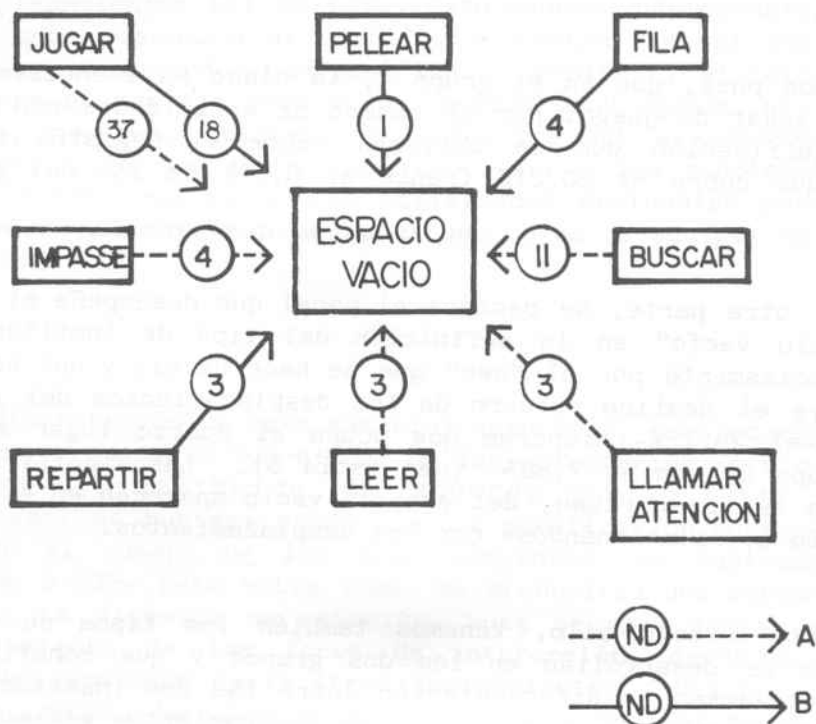 JUGAR
PELEAR
FILA
37
18
1
4
IMPASSE
4
ESPACIO
VACIO
11
BUSCAR
3
3
3
REPARTIR
LEER
LLAMAR
ATENCION
ND
A
ND
B